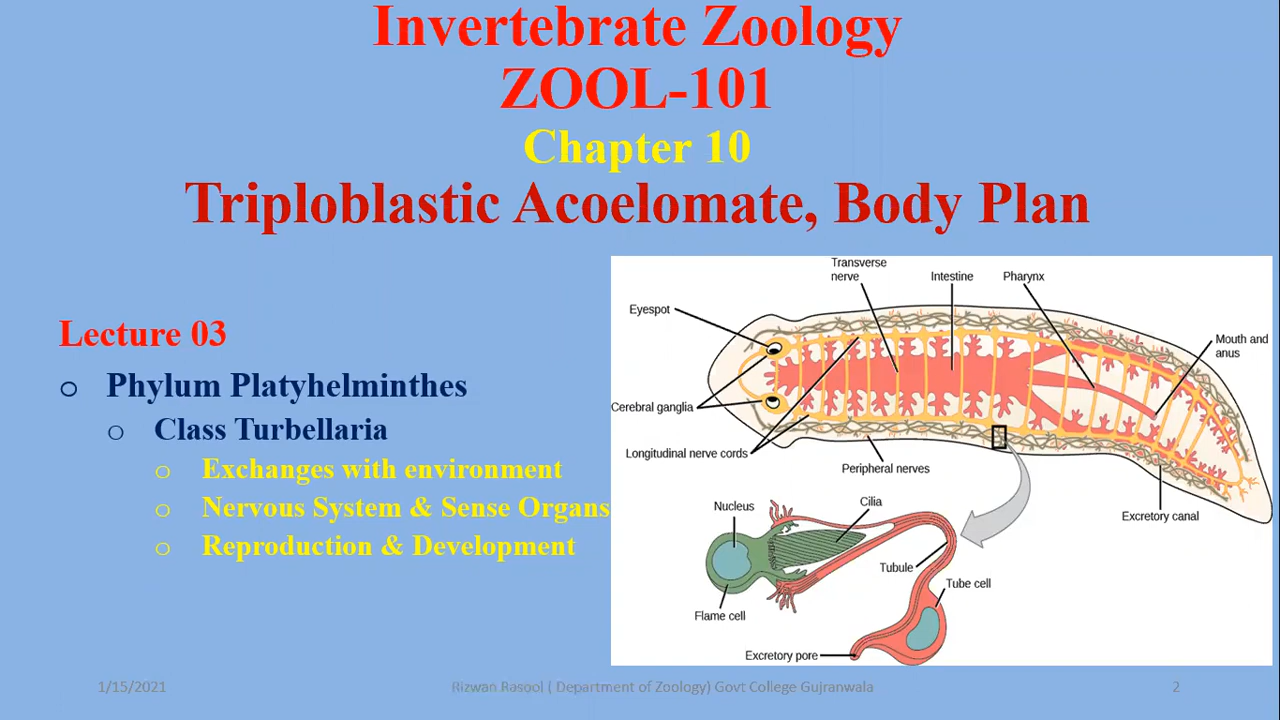 Invertebrate Zoology
ZOOL-101
Chapter 10
Triploblastic Acoelomate, Body Plan
Lecture 03
o Phylum Platyhelminthes
o Class Turbellaria
o Exchanges with environment
o Nervous System & Sense Organs
o Reproduction & Development
Transverse
nerve
Intestine
Pharynx
Eyespot
Mouth and
anus
Cerebral ganglia
Longitudinal nerve cords
Peripheral nerves
Excretory canal
Nucleus
Cilia
Tubule
Tube cell
Flame cell
Excretory pore
1/15/2021
Rizwan Rasool ( Department of Zoology) Govt College Gujranwala
2